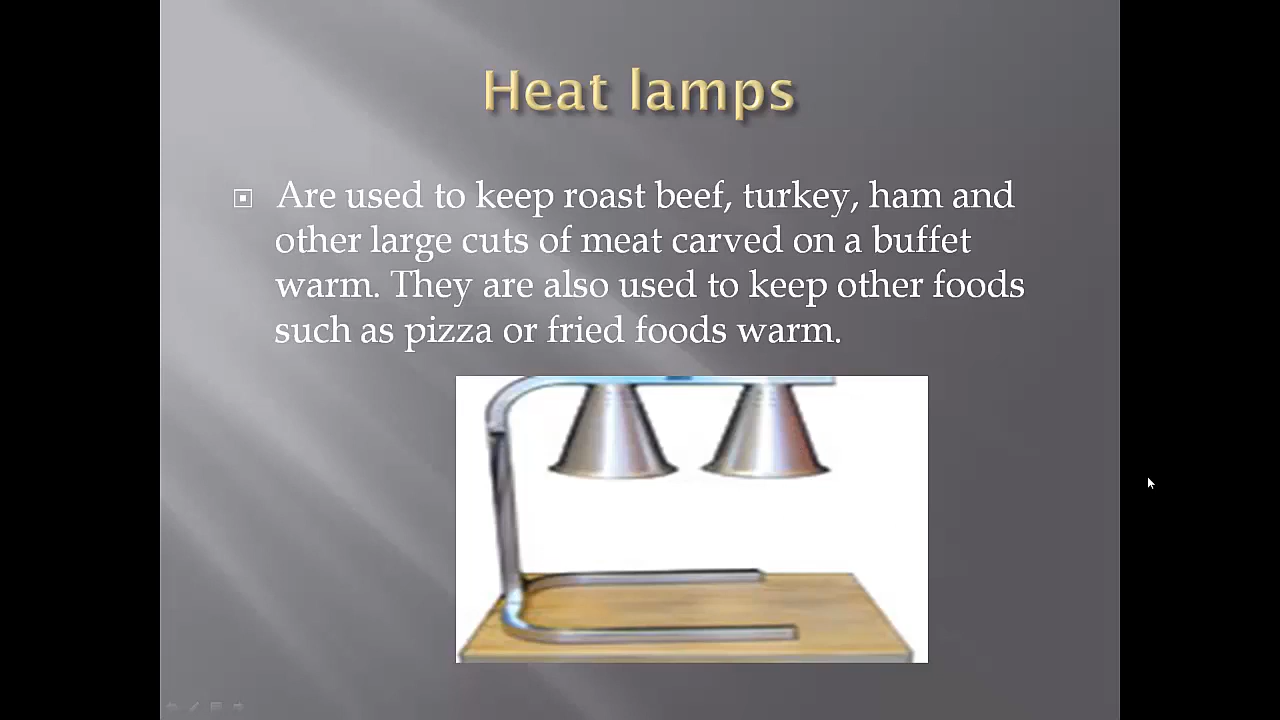 Heat lamps
Are used to keep roast beef, turkey, ham and
other large cuts of meat carved on a buffet
warm. They are also used to keep other foods
such as pizza or fried foods warm.